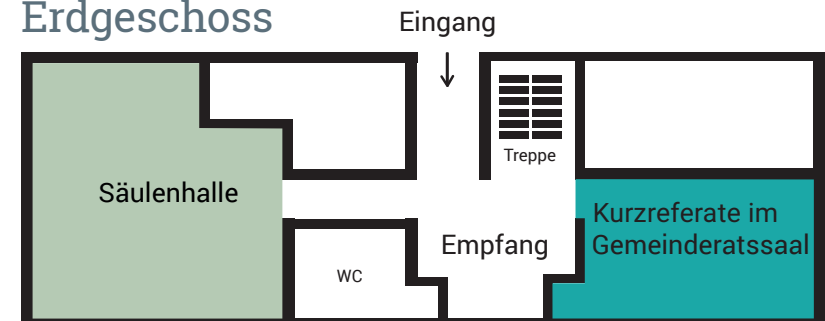 Erdgeschoss
Eingang
Treppe
Säulenhalle
Kurzreferate im
Gemeinderatssaal
Empfang
WC